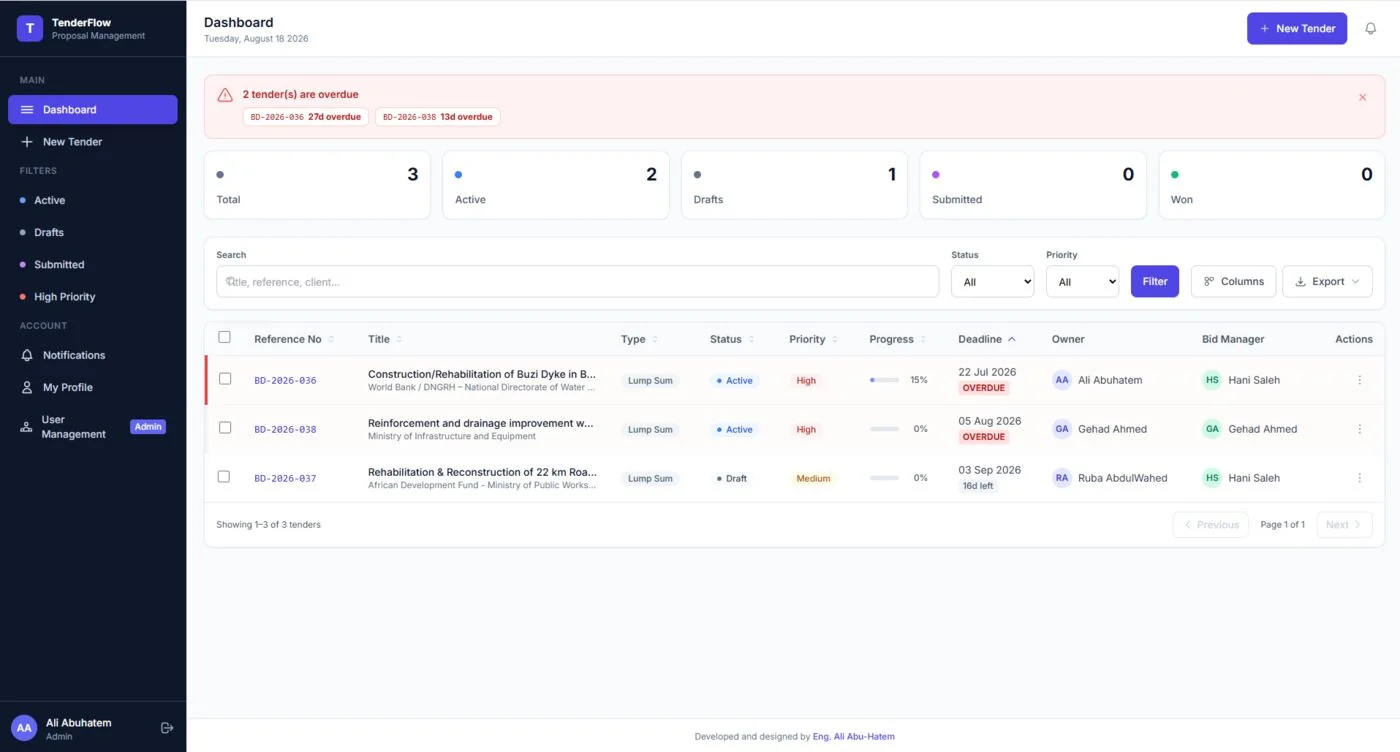 T
TenderFlow
Proposal Management
MAIN
Dashboard
New Tender
FILTERS
Active
Drafts
Submitted
High Priority
ACCOUNT
Notifications
My Profile
User Management
Admin
AA
Ali Abuhatem
Admin
Dashboard
Tuesday, August 18 2026
+ New Tender
2 tender(s) are overdue
BD-2026-036 27d overdue
BD-2026-038 13d overdue
3
Total
2
Active
1
Drafts
0
Submitted
0
Won
Search
Status
Priority
reference, client...
All
All
Filter
Columns
Export
Reference No Title Type Status Priority Progress Deadline Owner Bid Manager Actions
BD-2026-036 Construction/Rehabilitation of Buzi Dyke in B... Lump Sum Active High 15% 22 Jul 2026 AA Ali Abuhatem HS Hani Saleh
World Bank / DNGRH – National Directorate of Water ... OVERDUE
BD-2026-038 Reinforcement and drainage improvement w... Lump Sum Active High 0% 05 Aug 2026 GA Gehad Ahmed GA Gehad Ahmed
Ministry of Infrastructure and Equipment OVERDUE
BD-2026-037 Rehabilitation & Reconstruction of 22 km Roa... Lump Sum Draft Medium 0% 03 Sep 2026 RA Ruba AbdulWahed HS Hani Saleh
African Development Fund - Ministry of Public Works... 16d left
Showing 1–3 of 3 tenders
Previous
Page 1 of 1
Next
Developed and designed by Eng. Ali Abu-Hatem